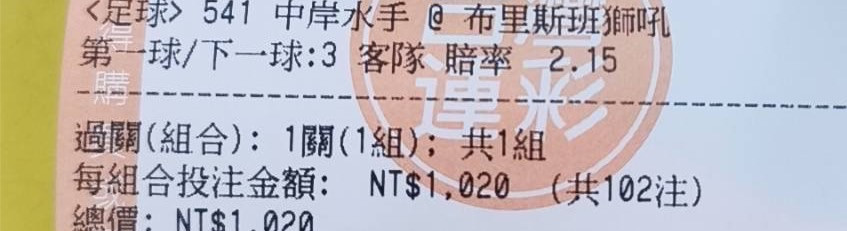 <足球> 541 中岸水手 @ 布里斯班獅吼
第一球/下一球:3 客隊 賠率 2.15
過關(組合): 1關(1組); 共1組
每組合投注金額: NT$1,020 (共102注)
總價: NT$1,020